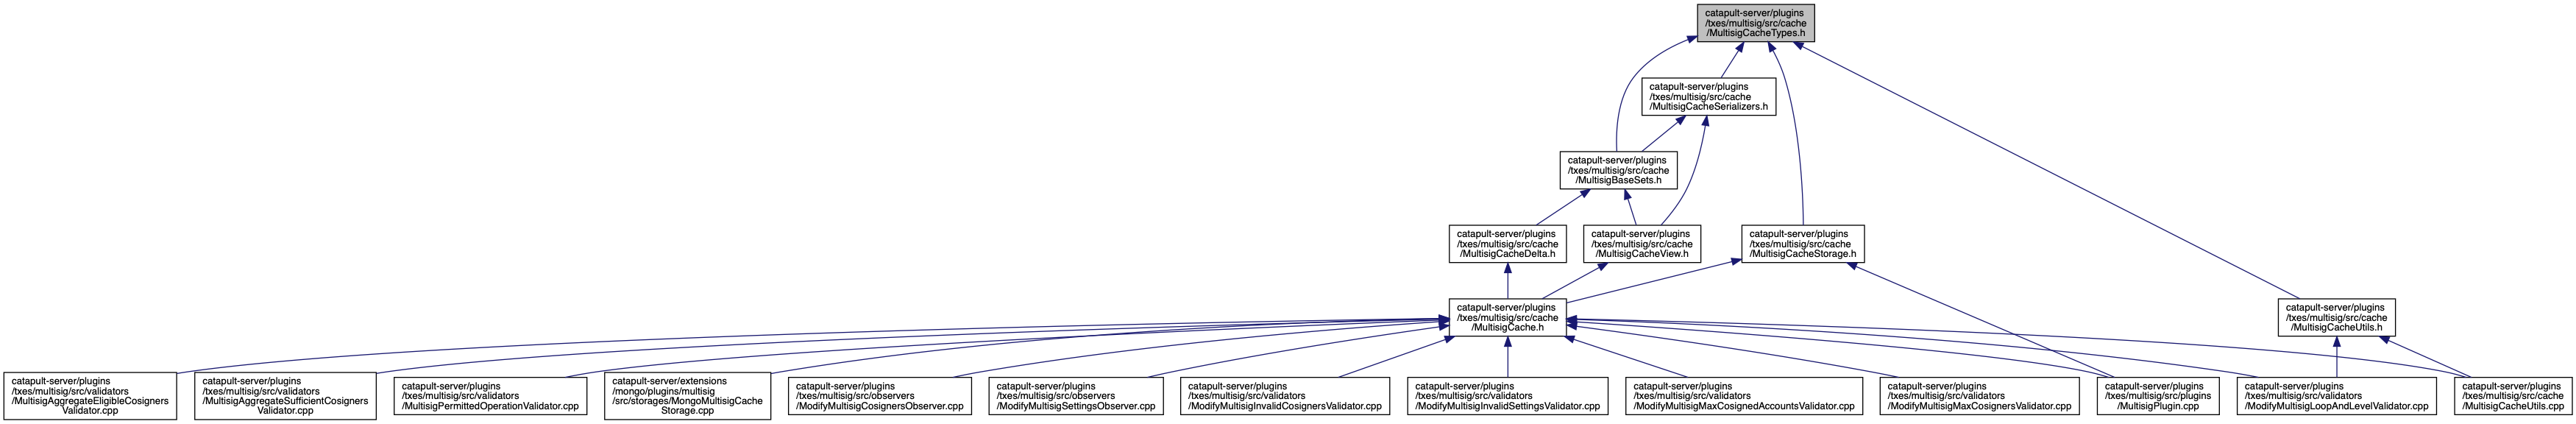 catapult-server/plugins
/txes/multisig/src/cache
/MultisigCacheTypes.h
catapult-server/plugins
/txes/multisig/src/cache
/MultisigCacheSerializers.h
catapult-server/plugins
/txes/multisig/src/cache
/MultisigBaseSets.h
catapult-server/plugins
/txes/multisig/src/cache
/MultisigCacheDelta.h
catapult-server/plugins
/txes/multisig/src/cache
/MultisigCacheView.h
catapult-server/plugins
/txes/multisig/src/cache
/MultisigCacheStorage.h
catapult-server/plugins
/txes/multisig/src/cache
/MultisigCache.h
catapult-server/plugins
/txes/multisig/src/cache
/MultisigCacheUtils.h
catapult-server/plugins
/txes/multisig/src/validators
/MultisigAggregateEligibleCosigners
Validator.cpp
catapult-server/plugins
/txes/multisig/src/validators
/MultisigAggregateSufficientCosigners
Validator.cpp
catapult-server/plugins
/txes/multisig/src/validators
/MultisigPermittedOperationValidator.cpp
catapult-server/extensions
/mongo/plugins/multisig
/src/storages/MongoMultisigCache
Storage.cpp
catapult-server/plugins
/txes/multisig/src/observers
/ModifyMultisigCosignersObserver.cpp
catapult-server/plugins
/txes/multisig/src/observers
/ModifyMultisigSettingsObserver.cpp
catapult-server/plugins
/txes/multisig/src/validators
/ModifyMultisigInvalidCosignersValidator.cpp
catapult-server/plugins
/txes/multisig/src/validators
/ModifyMultisigInvalidSettingsValidator.cpp
catapult-server/plugins
/txes/multisig/src/validators
/ModifyMultisigMaxCosignedAccountsValidator.cpp
catapult-server/plugins
/txes/multisig/src/validators
/ModifyMultisigMaxCosignersValidator.cpp
catapult-server/plugins
/txes/multisig/src/plugins
/MultisigPlugin.cpp
catapult-server/plugins
/txes/multisig/src/validators
/ModifyMultisigLoopAndLevelValidator.cpp
catapult-server/plugins
/txes/multisig/src/cache
/MultisigCacheUtils.cpp